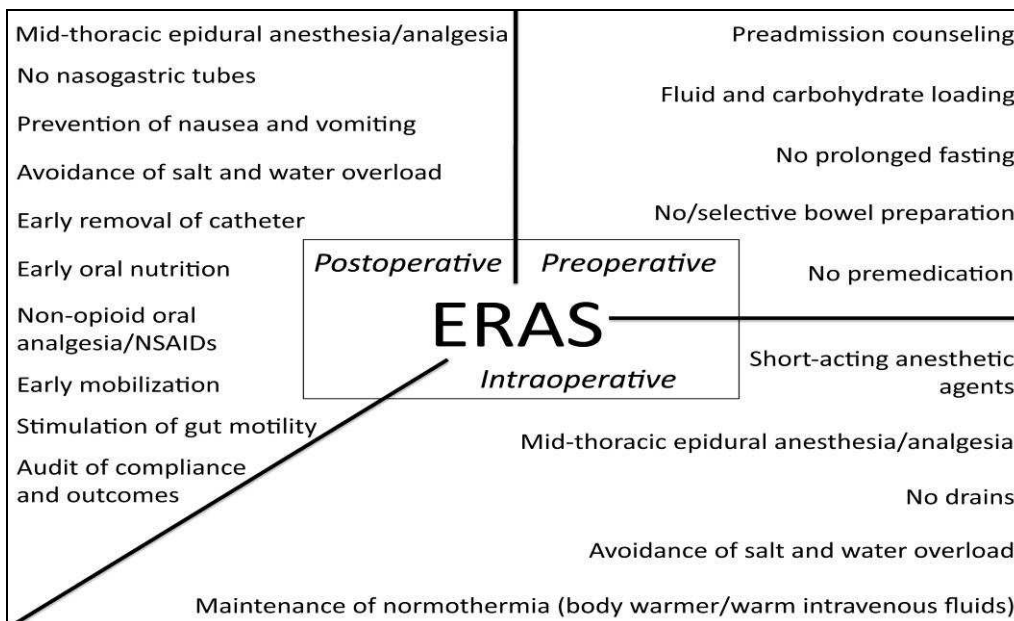 Mid-thoracic epidural anesthesia/analgesia
No nasogastric tubes
Prevention of nausea and vomiting
Avoidance of salt and water overload
Early removal of catheter
Early oral nutrition
Non-opioid oral
analgesia/NSAIDs
Early mobilization
Stimulation of gut motility
Audit of compliance
and outcomes
Preadmission counseling
Fluid and carbohydrate loading
No prolonged fasting
No/selective bowel preparation
No premedication
Postoperative
Preoperative
ERAS
Intraoperative
Short-acting anesthetic
agents
Mid-thoracic epidural anesthesia/analgesia
No drains
Avoidance of salt and water overload
Maintenance of normothermia (body warmer/warm intravenous fluids)